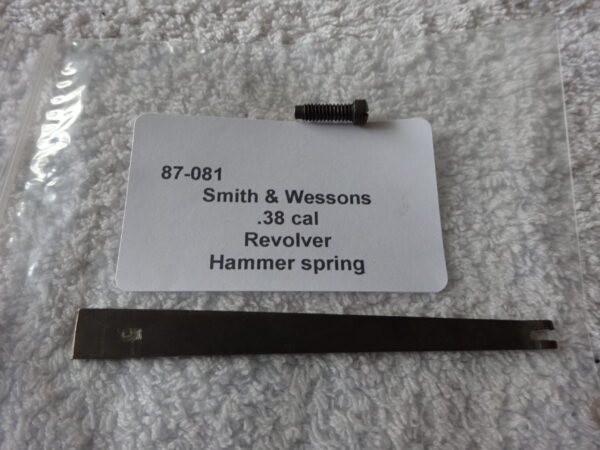 87-081
Smith & Wessons
.38 cal
Revolver
Hammer spring